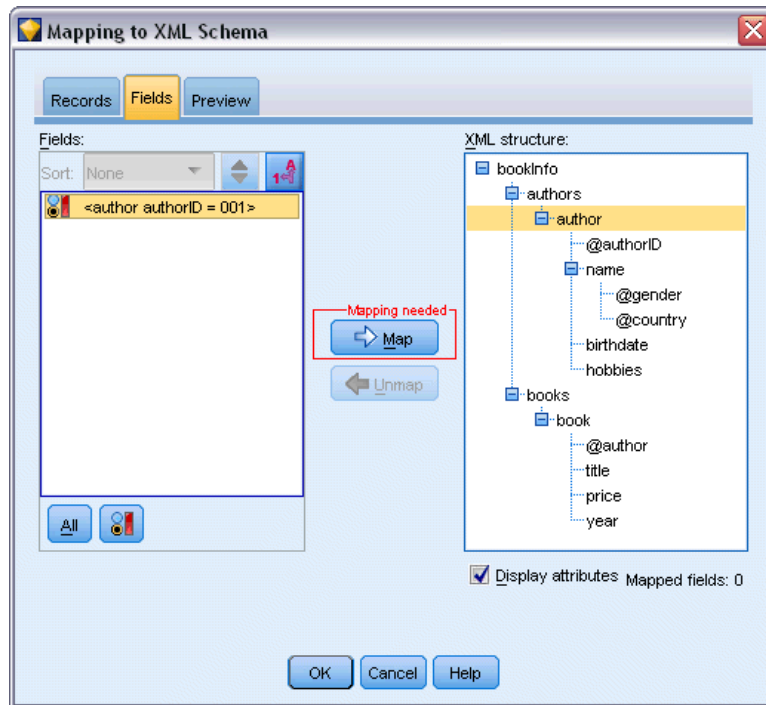 Mapping to XML Schema
Records Fields Preview
Fields:
Sort: None
<author authorID = 001>
Mapping needed
Map
Unmap
All
XML structure:
bookInfo
authors
author
@authorID
name
@gender
@country
birthdate
hobbies
books
book
@author
title
price
year
Display attributes Mapped fields: 0
OK Cancel Help